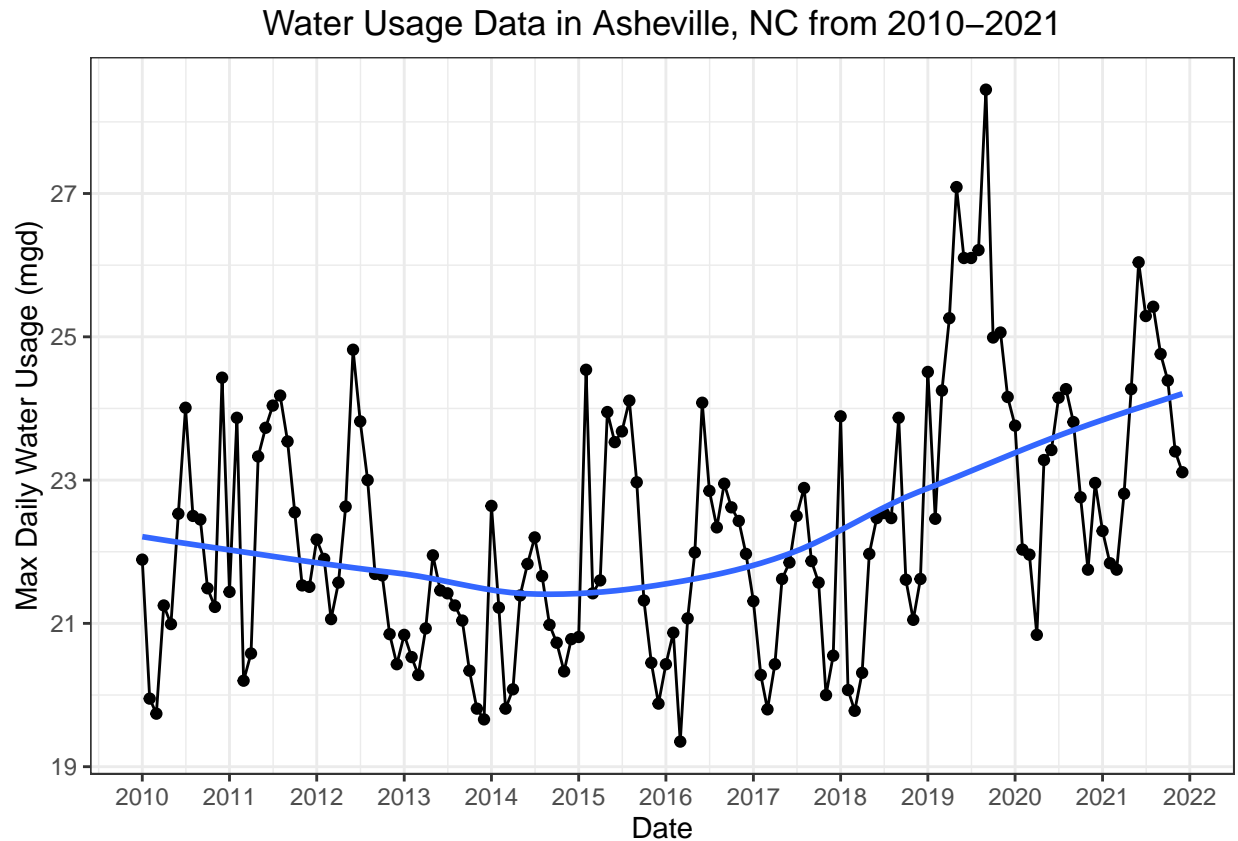 Water Usage Data in Asheville, NC from 2010–2021
Max Daily Water Usage (mgd)
27
25
23
21
19
2010 2011 2012 2013 2014 2015 2016 2017 2018 2019 2020 2021 2022
Date